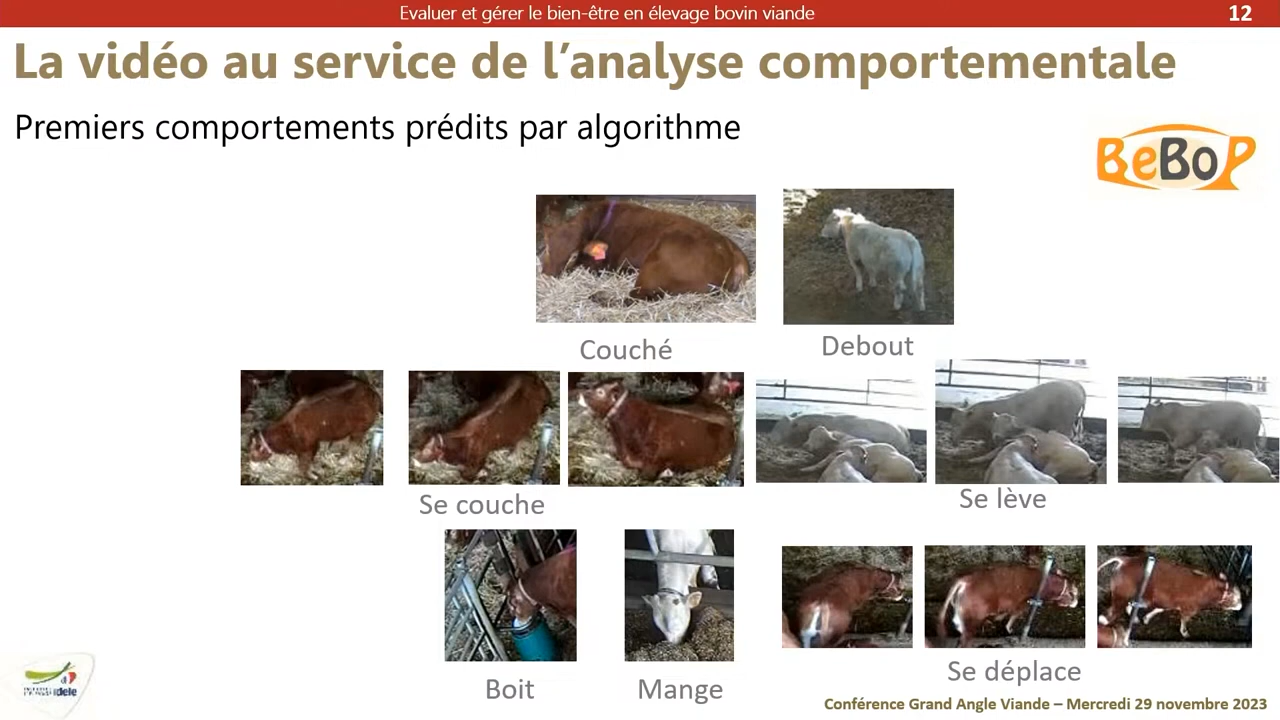 Evaluer et gérer le bien-être en élevage bovin viande
12
La vidéo au service de l’analyse comportementale
Premiers comportements prédits par algorithme
BeBoP
Couché
Debout
Se couche
Se lève
Boit
Mange
Se déplace
idele
Conférence Grand Angle Viande – Mercredi 29 novembre 2023